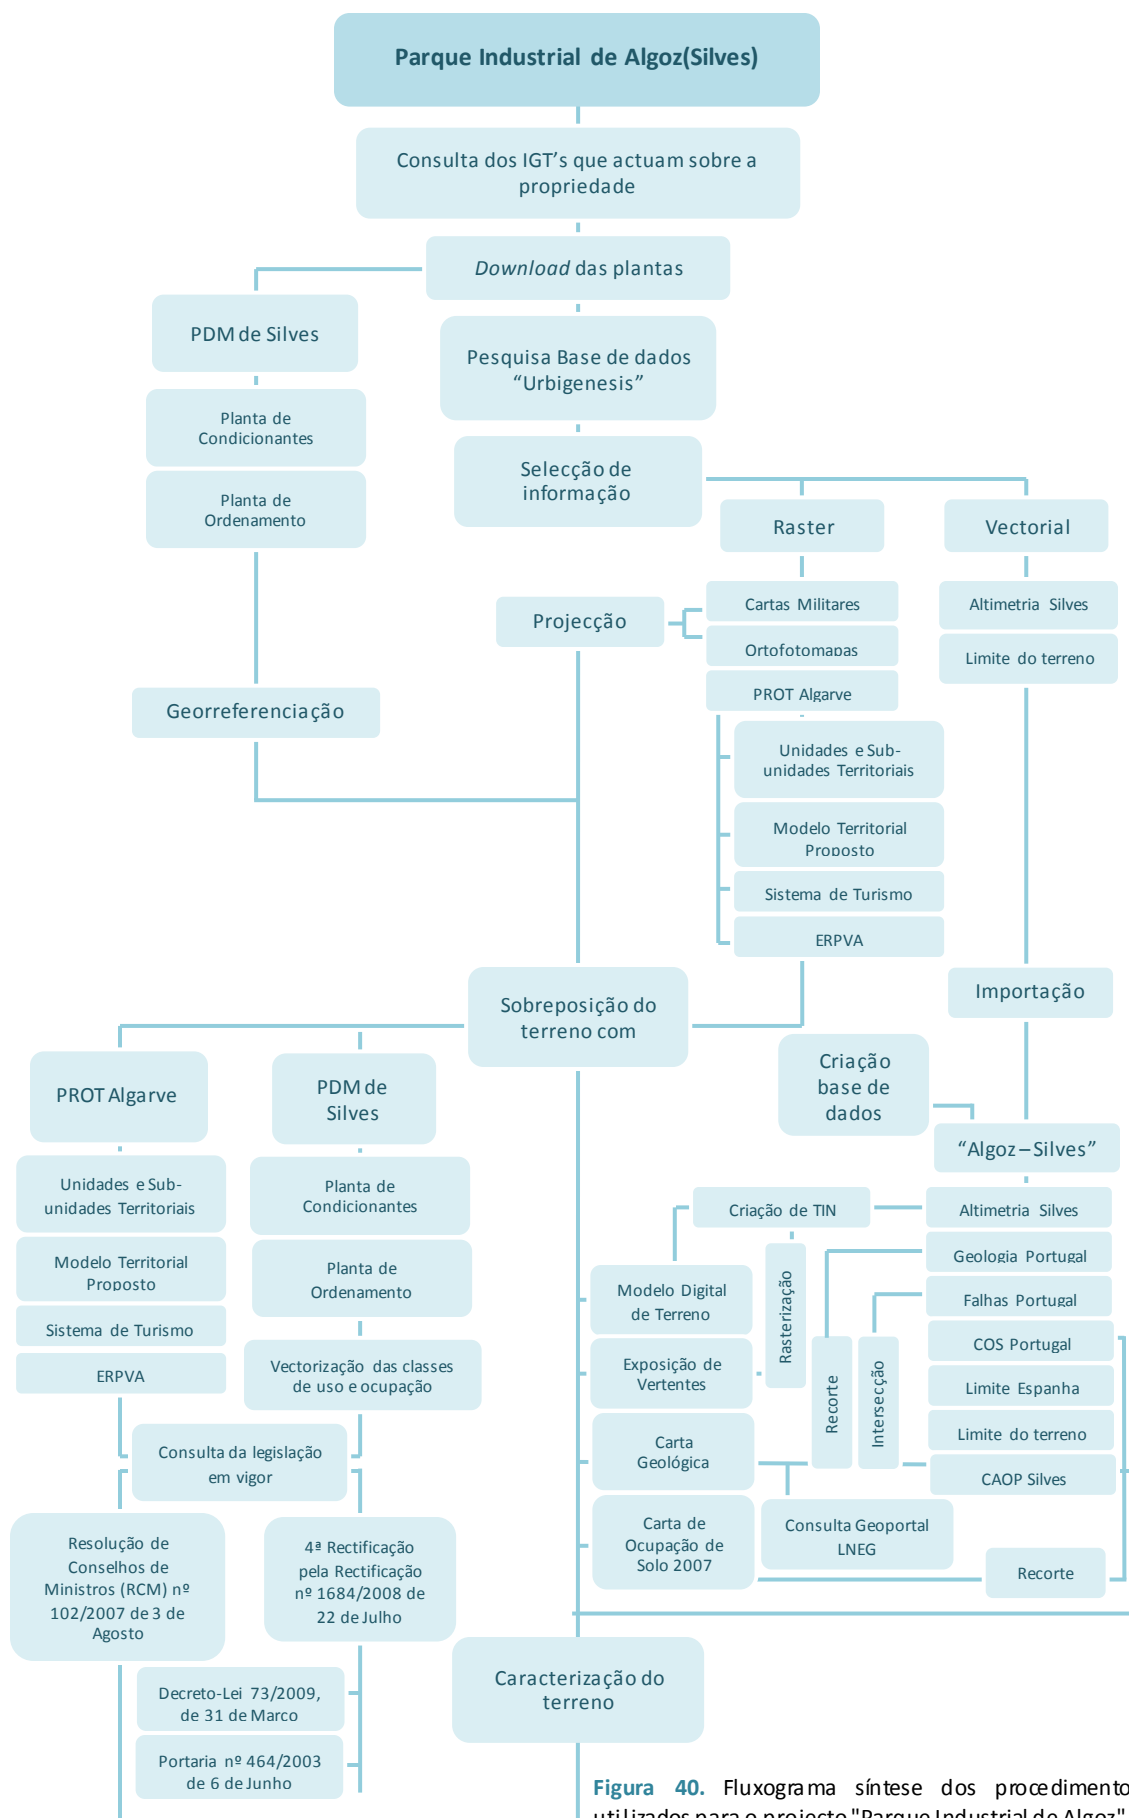 Parque Industrial de Algoz(Silves)
Consulta dos IGT's que actuam sobre a
propriedade
Download das plantas
PDM de Silves
Pesquisa Base de dados
"Urbigenesis"
Planta de
Condicionantes
Selecção de
informação
Planta de
Ordenamento
Raster
Vectorial
Projecção
Cartas Militares
Altimetria Silves
Ortofotomapas
Limite do terreno
PROT Algarve
Georreferenciação
Unidades e Sub-
unidades Territoriais
Modelo Territorial
Proposto
Sistema de Turismo
ERPVA
Importação
Sobreposição do
terreno com
Criação
base de
dados
PROT Algarve
PDM de
Silves
"Algoz – Silves"
Unidades e Sub-
unidades Territoriais
Planta de
Condicionantes
Criação de TIN
Altimetria Silves
Modelo Territorial
Proposto
Planta de
Ordenamento
Geologia Portugal
Modelo Digital
de Terreno
Rasterização
Falhas Portugal
Sistema de Turismo
COS Portugal
ERPVA
Vectorização das classes
de uso e ocupação
Exposição de
Vertentes
Recorte
Intersecção
Limite Espanha
Limite do terreno
Consulta da legislação
em vigor
Carta
Geológica
CAOP Silves
Resolução de
Conselhos de
Ministros (RCM) nº
102/2007 de 3 de
Agosto
4ª Rectificação
pela Rectificação
nº 1684/2008 de
22 de Julho
Carta de
Ocupação de
Solo 2007
Consulta Geoportal
LNEG
Recorte
Caracterização do
terreno
Decreto-Lei 73/2009,
de 31 de Marco
Portaria nº 464/2003
de 6 de Junho
Figura 40. Fluxograma síntese dos procedimento
utilizados para o projecto "Parque Industrial de Algoz"